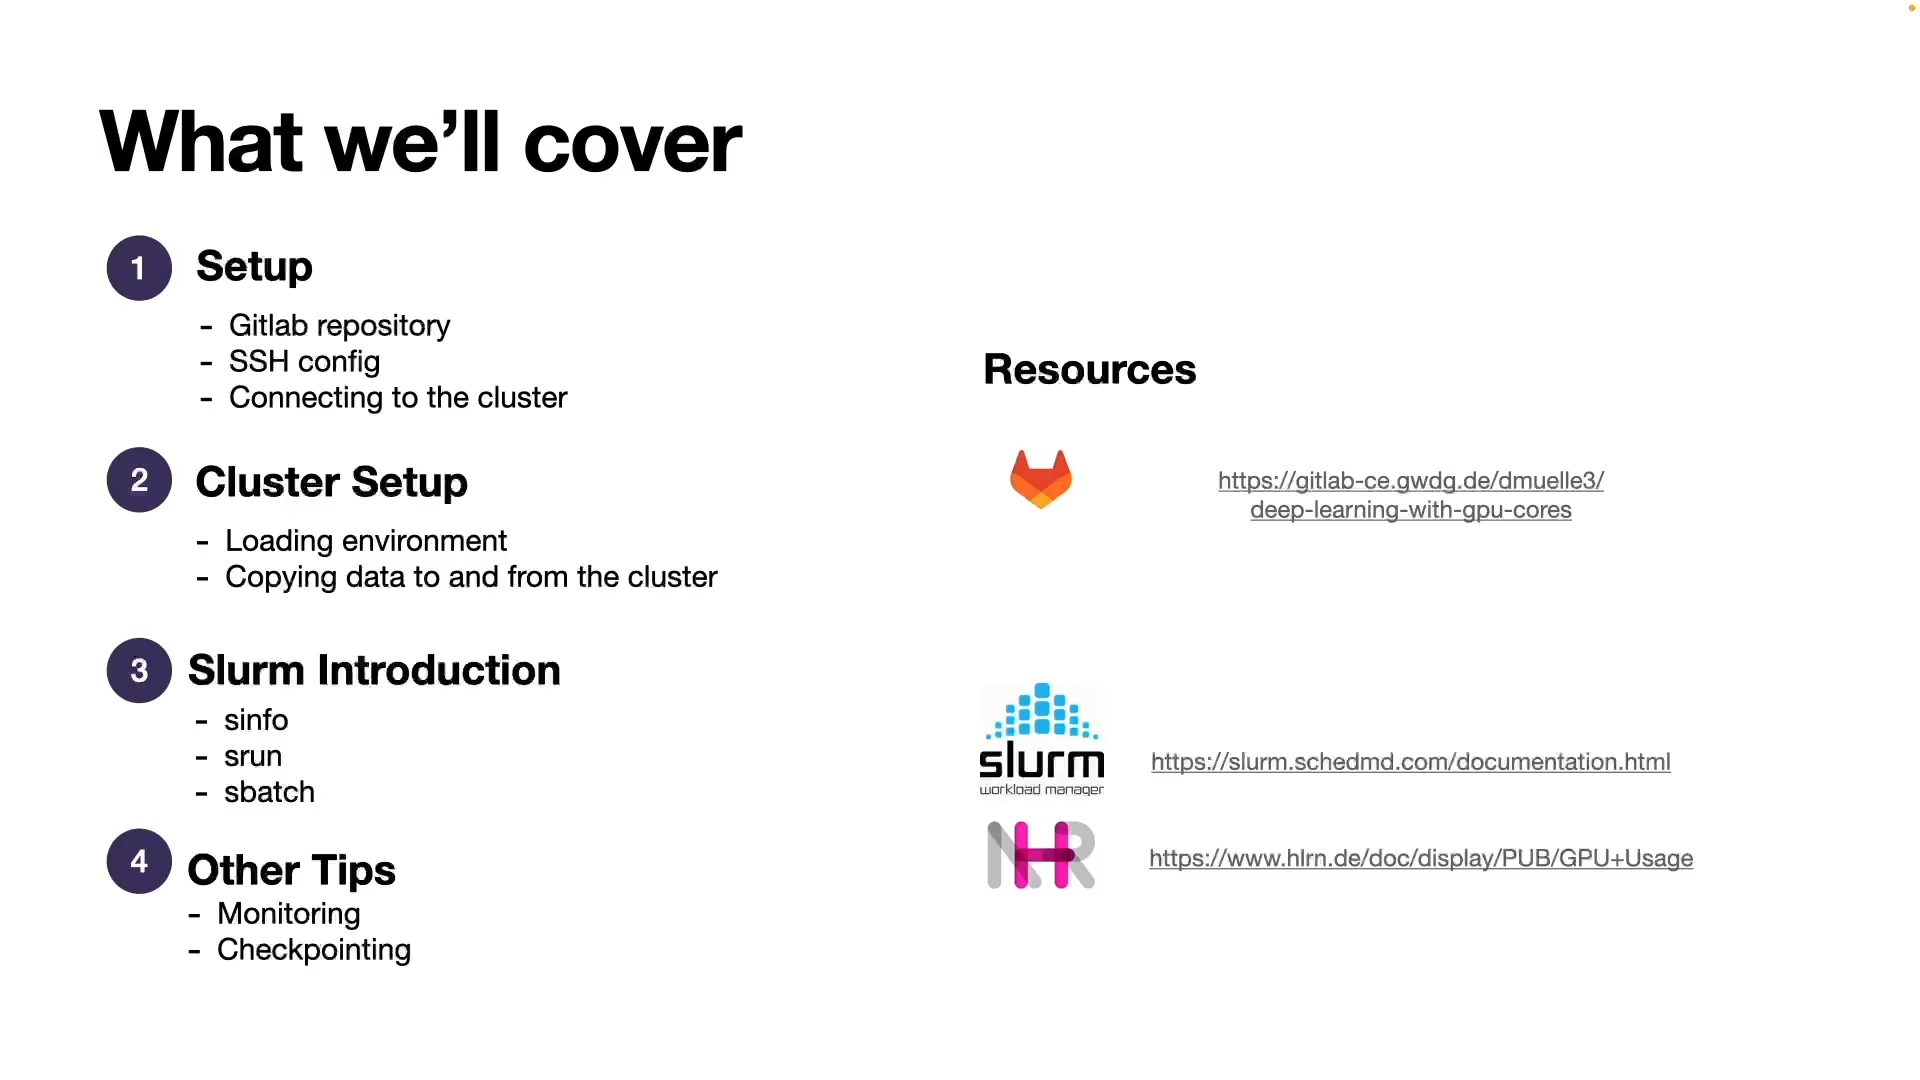 What we’ll cover
1 Setup
- Gitlab repository
- SSH config
- Connecting to the cluster
2 Cluster Setup
- Loading environment
- Copying data to and from the cluster
3 Slurm Introduction
- sinfo
- srun
- sbatch
4 Other Tips
- Monitoring
- Checkpointing
Resources
https://gitlab-ce.gwdg.de/dmuelle3/
deep-learning-with-gpu-cores
slurm
workload manager
https://slurm.schedmd.com/documentation.html
NHR
https://www.hlrn.de/doc/display/PUB/GPU+Usage